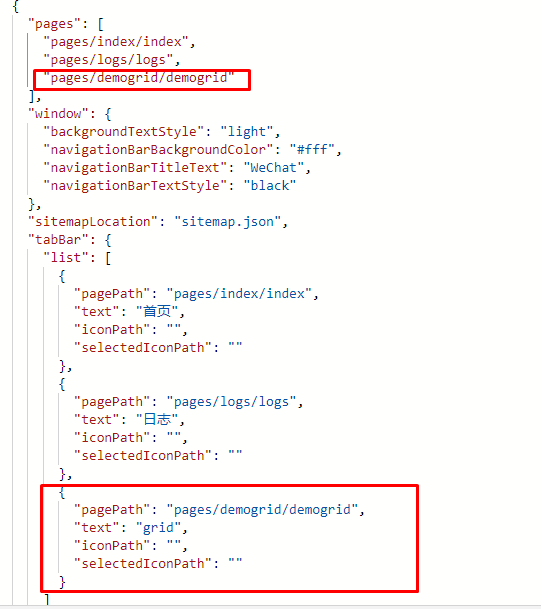 {
"pages": [
"pages/index/index",
"pages/logs/logs",
"pages/demogrid/demogrid"
],
"window": {
"backgroundTextStyle": "light",
"navigationBarBackgroundColor": "#fff",
"navigationBarTitleText": "WeChat",
"navigationBarTextStyle": "black"
},
"sitemapLocation": "sitemap.json",
"tabBar": {
"list": [
{
"pagePath": "pages/index/index",
"text": "首页",
"iconPath": "",
"selectedIconPath": ""
},
{
"pagePath": "pages/logs/logs",
"text": "日志",
"iconPath": "",
"selectedIconPath": ""
},
{
"pagePath": "pages/demogrid/demogrid",
"text": "grid",
"iconPath": "",
"selectedIconPath": ""
}
]